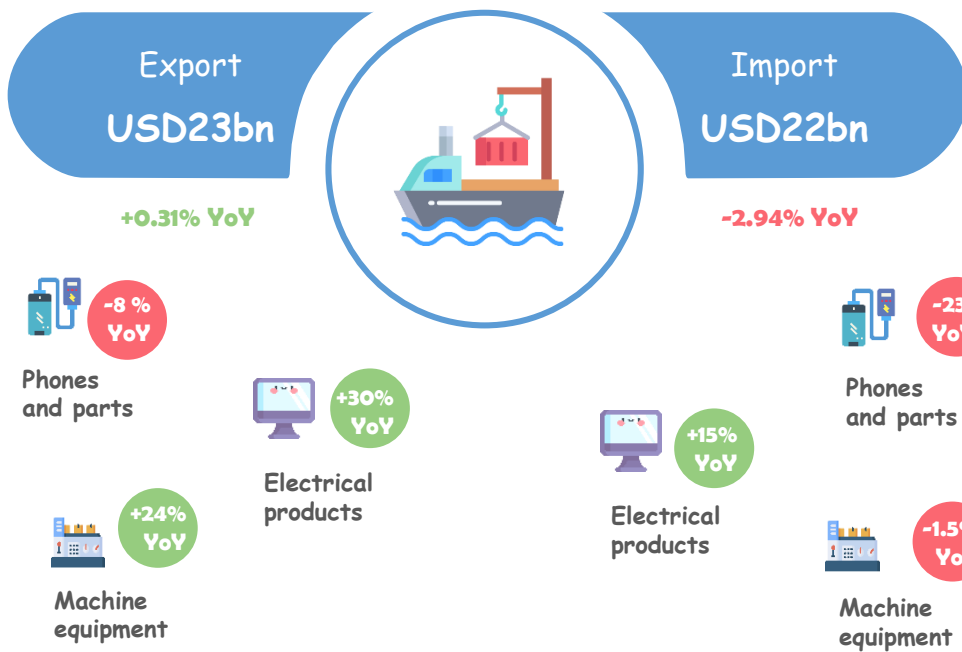 Export
USD23bn
+0.31% YoY
Import
USD22bn
-2.94% YoY
-8 %
YoY
Phones
and parts
+30%
YoY
Electrical
products
+24%
YoY
Machine
equipment
+15%
YoY
Electrical
products
Phones
and parts
Machine
equipment